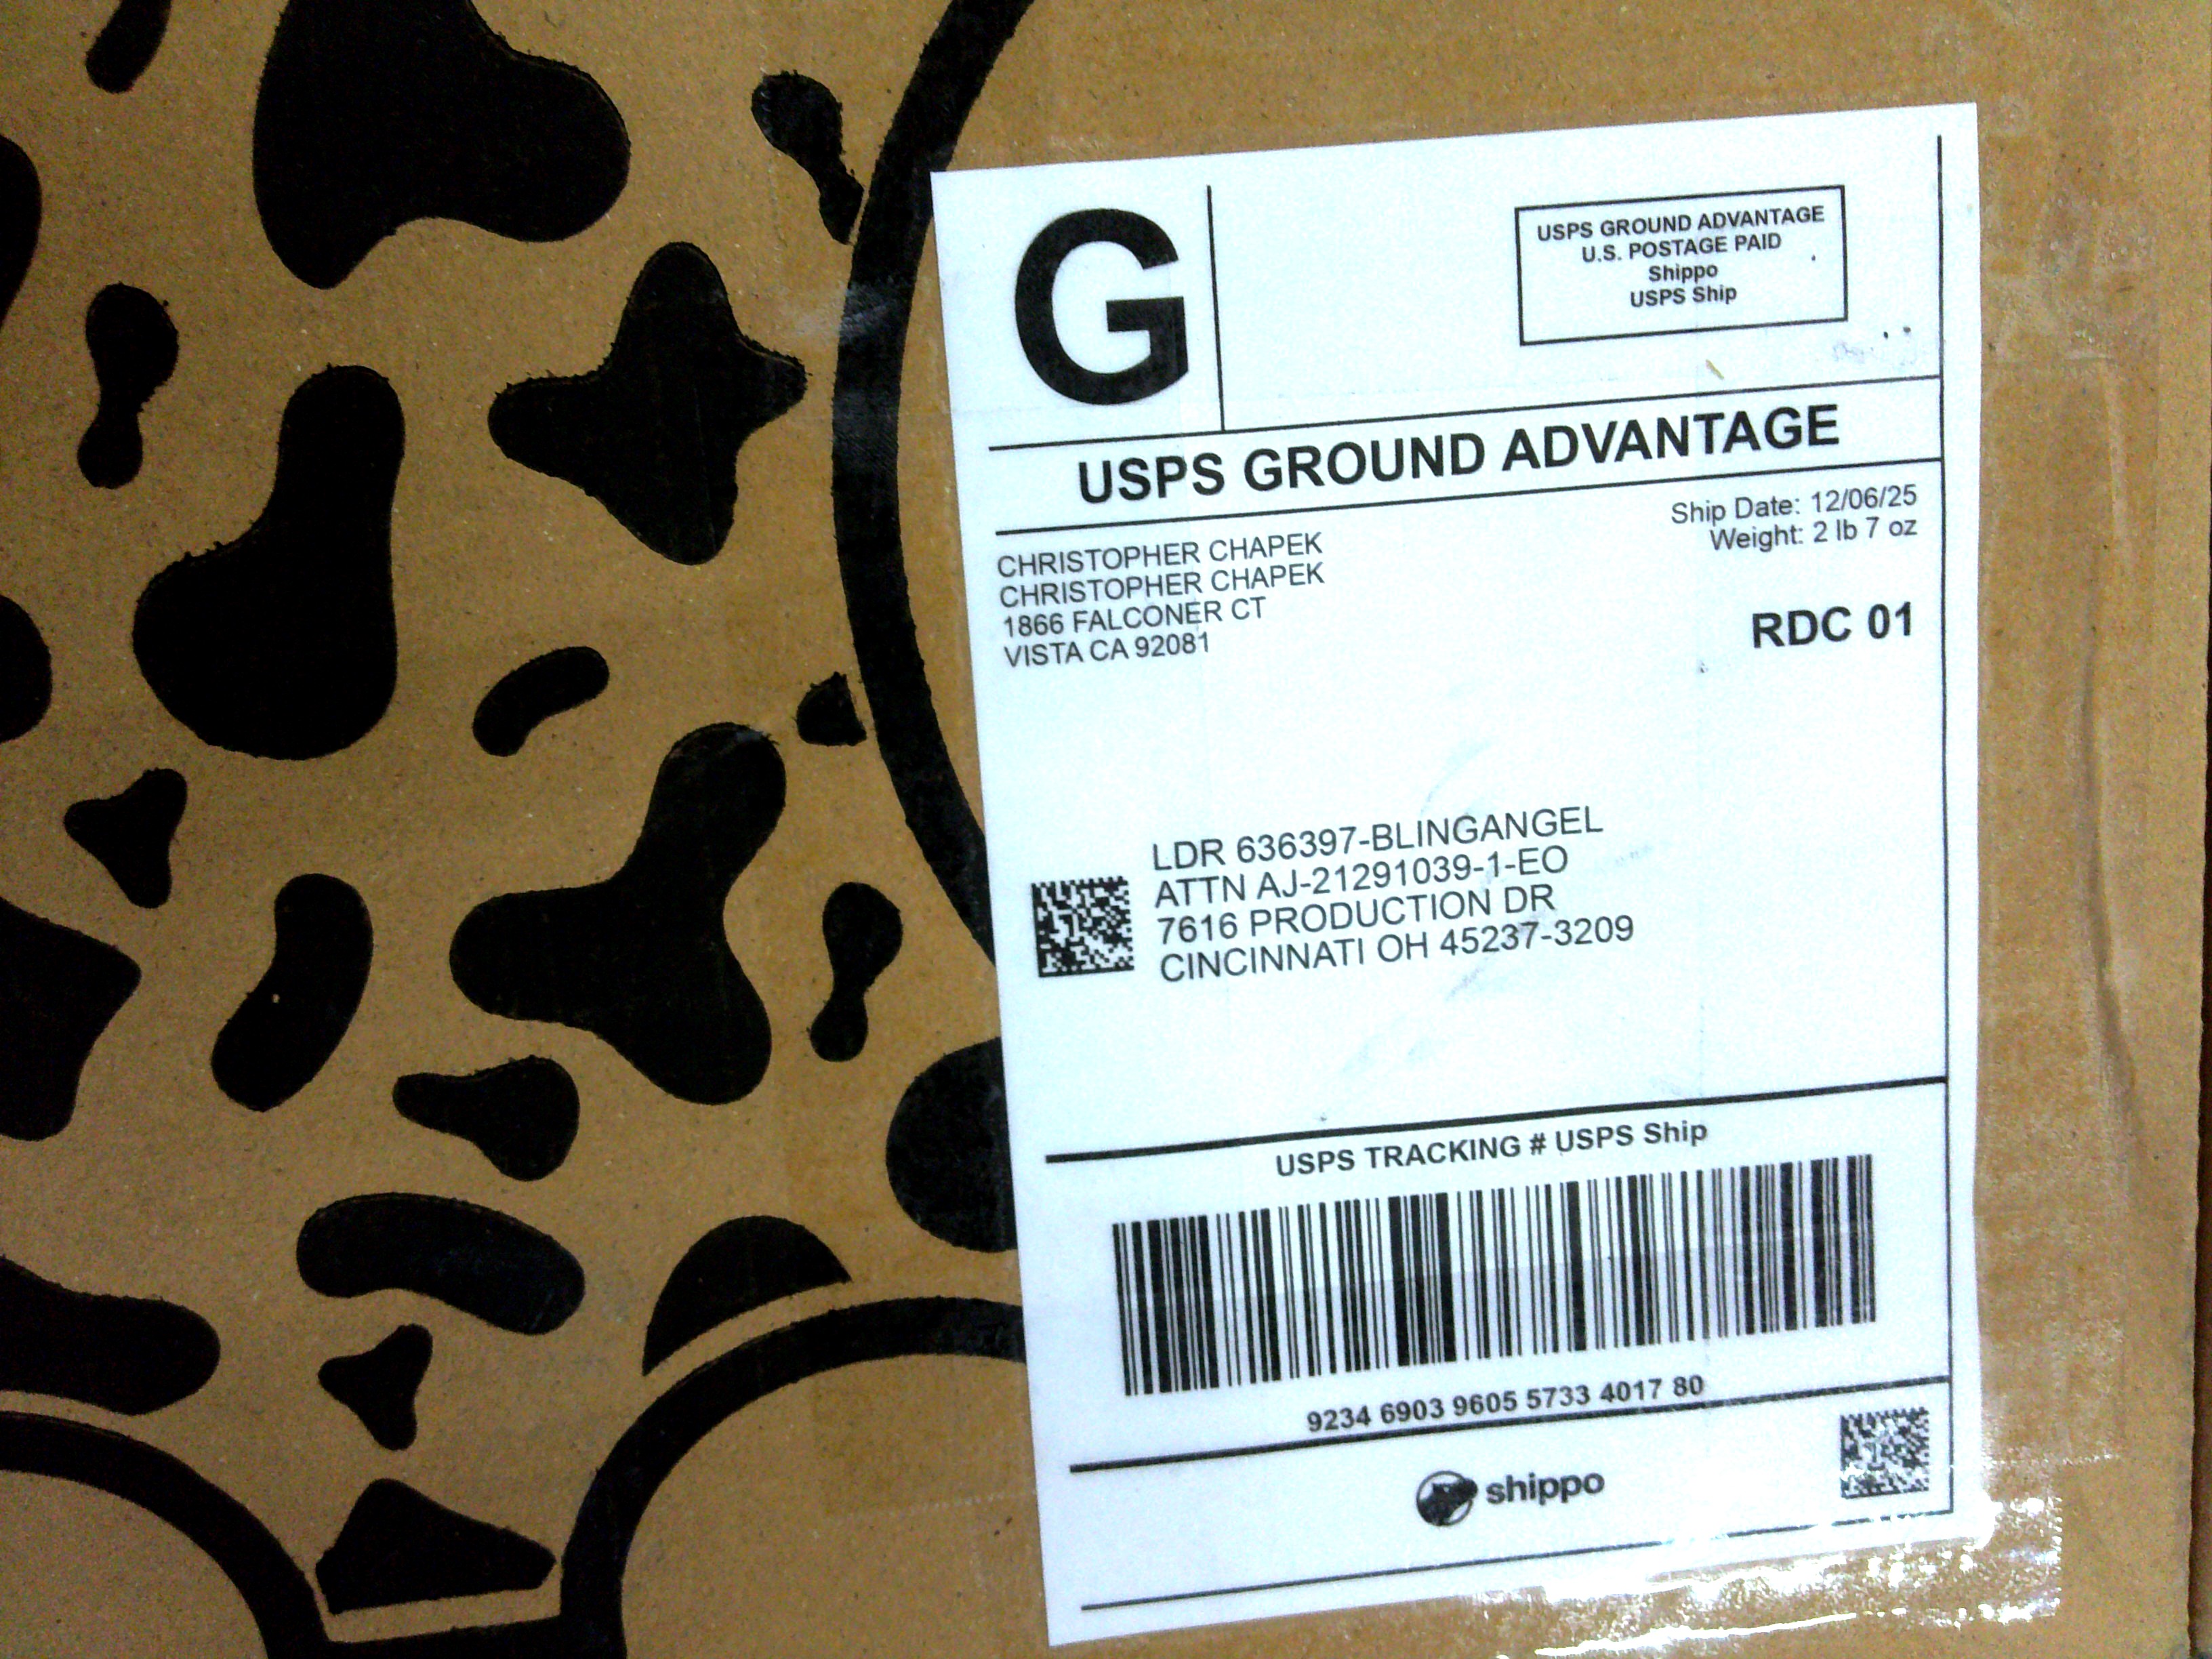 G
USPS GROUND ADVANTAGE
U.S. POSTAGE PAID
Shippo
USPS Ship
USPS GROUND ADVANTAGE
Ship Date: 12/06/25
Weight: 2 lb 7 oz
CHRISTOPHER CHAPEK
CHRISTOPHER CHAPEK
1866 FALCONER CT
VISTA CA 92081
RDC 01
LDR 636397-BLINGANGEL
ATTN AJ-21291039-1-EO
7616 PRODUCTION DR
CINCINNATI OH 45237-3209
USPS TRACKING # USPS Ship
9234 6903 9605 5733 4017 80
shippo